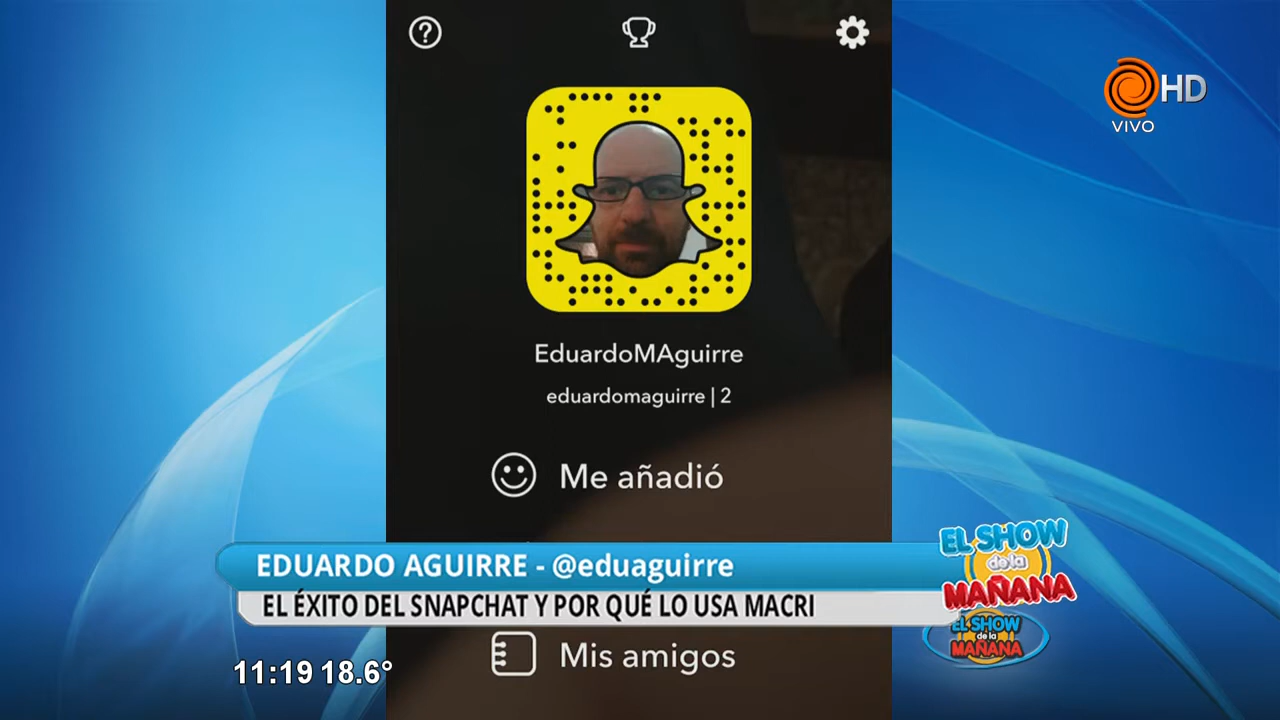 HD
VIVO
EduardoMAguirre
eduardomaguirre | 2
Me añadió
EDUARDO AGUIRRE - @eduaguirre
EL ÉXITO DEL SNAPCHAT Y POR QUÉ LO USA MACRI
EL SHOW
de la
MAÑANA
EL SHOW
de la
MAÑANA
Mis amigos
11:19 18.6°